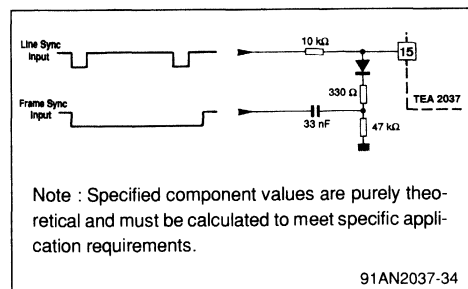 Line Sync
Input
10 kΩ
15
330 Ω
TEA 2037
Frame Sync
Input
33 nF
47 kΩ
Note : Specified component values are purely theo-
retical and must be calculated to meet specific appli-
cation requirements.
91AN2037-34